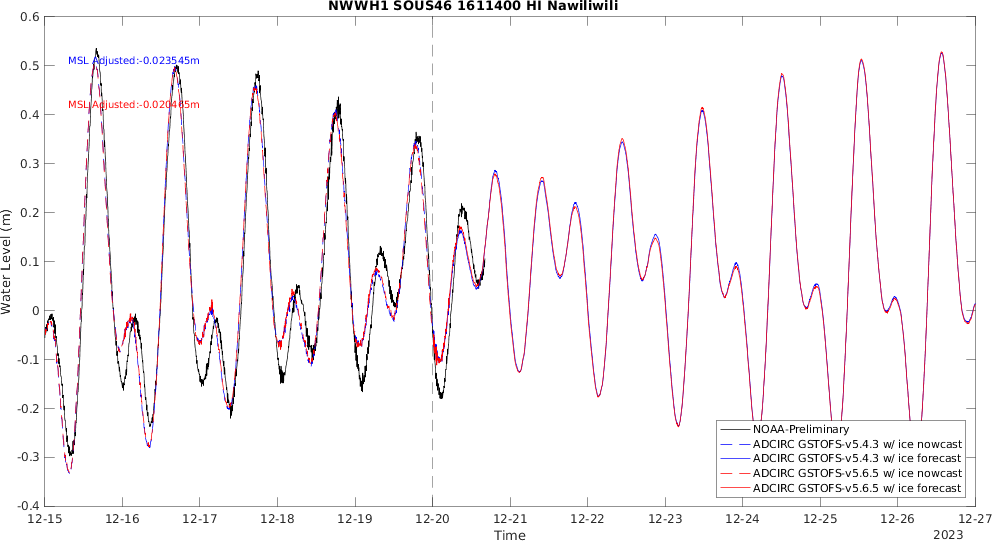 NWWH1 SOUS46 1611400 HI Nawiliwili
0.6
0.5
0.4
0.3
0.2
0.1
0
-0.1
-0.2
-0.3
-0.4
Water Level (m)
MSL Adjusted:-0.023545m
MSL Adjusted:-0.020465m
NOAA-Preliminary
ADCIRC GSTOFS-v5.4.3 w/ ice nowcast
ADCIRC GSTOFS-v5.4.3 w/ ice forecast
ADCIRC GSTOFS-v5.6.5 w/ ice nowcast
ADCIRC GSTOFS-v5.6.5 w/ ice forecast
12-15 12-16 12-17 12-18 12-19 12-20 12-21 12-22 12-23 12-24 12-25 12-26 12-27
Time
2023